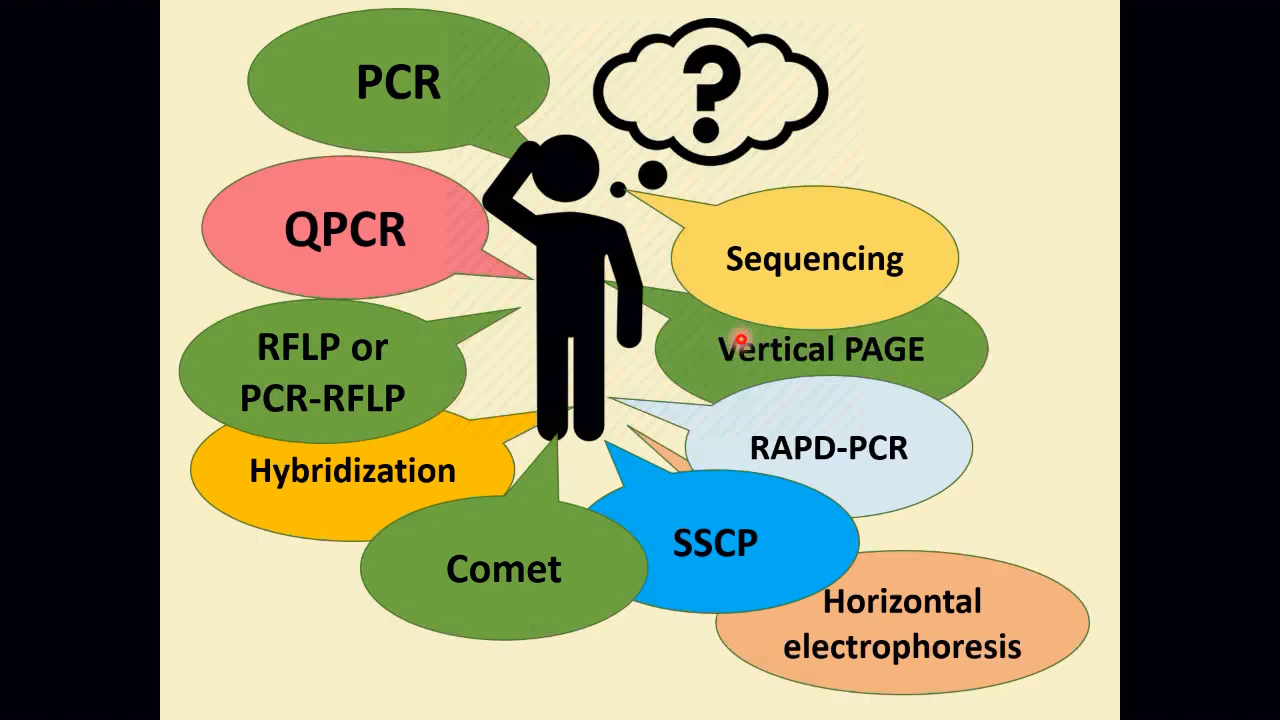 PCR
?
QPCR
Sequencing
RFLP or
PCR-RFLP
Vertical PAGE
Hybridization
RAPD-PCR
Comet
SSCP
Horizontal
electrophoresis